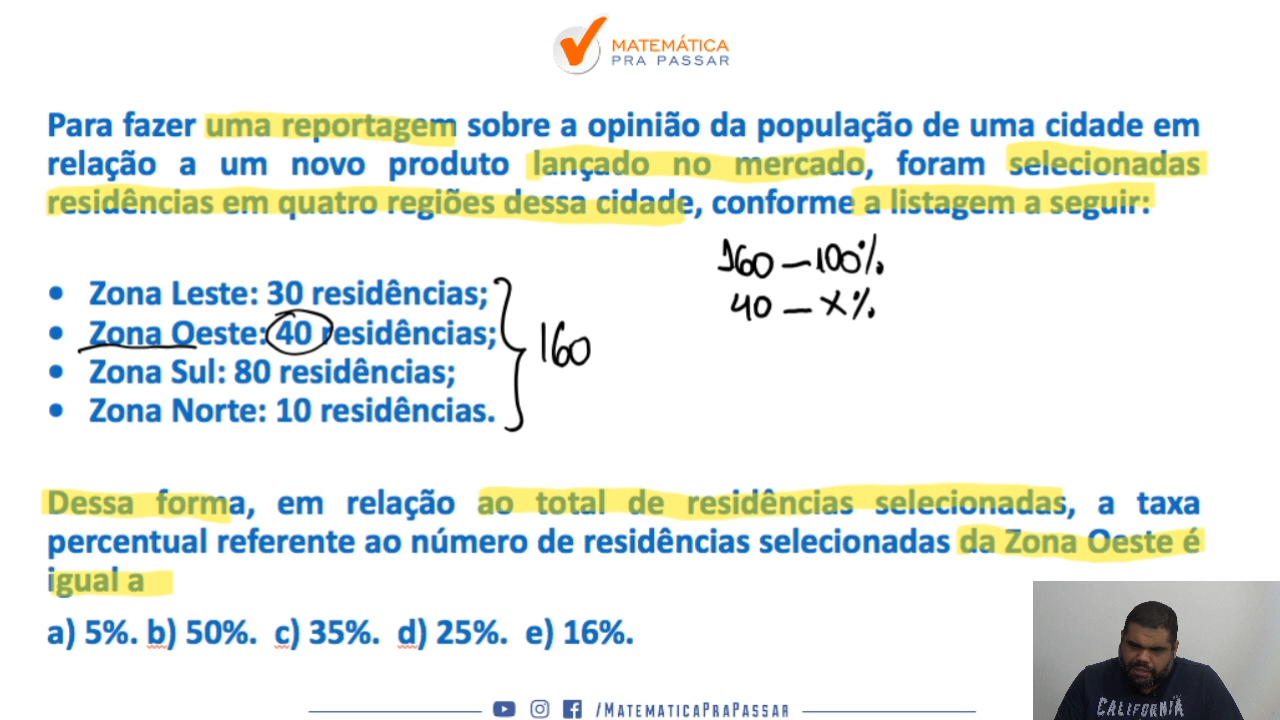 MATEMÁTICA
PRA PASSAR
Para fazer uma reportagem sobre a opinião da população de uma cidade em
relação a um novo produto lançado no mercado, foram selecionadas
residências em quatro regiões dessa cidade, conforme a listagem a seguir:
160 — 100%
40 — x%
• Zona Leste: 30 residências;
• Zona Oeste: 40 residências;
160
• Zona Sul: 80 residências;
• Zona Norte: 10 residências.
Dessa forma, em relação ao total de residências selecionadas, a taxa
percentual referente ao número de residências selecionadas da Zona Oeste é
igual a
a) 5%. b) 50%. c) 35%. d) 25%. e) 16%.
CALIFORNIA
/MATEMATICAPRAPASSAR